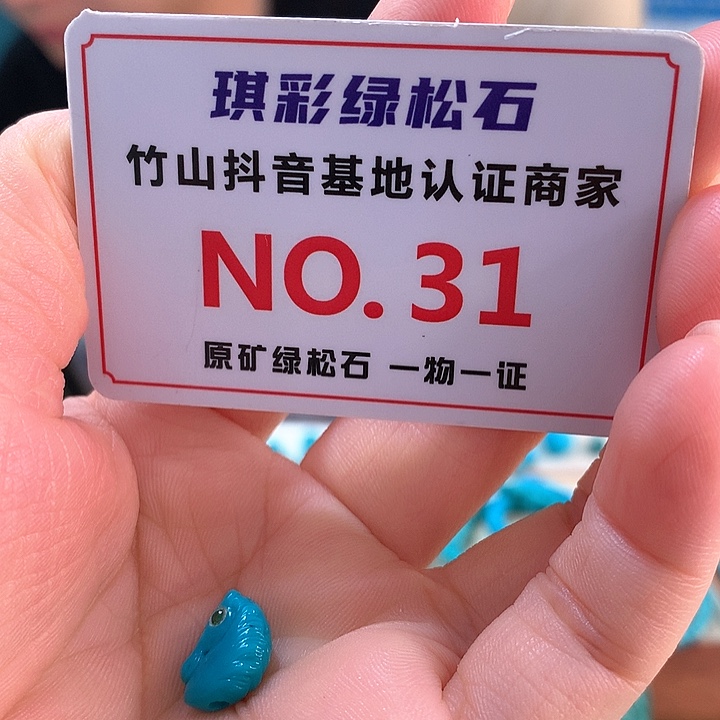 琪彩绿松石
竹山抖音基地认证商家
NO. 31
原矿绿松石 一物一证